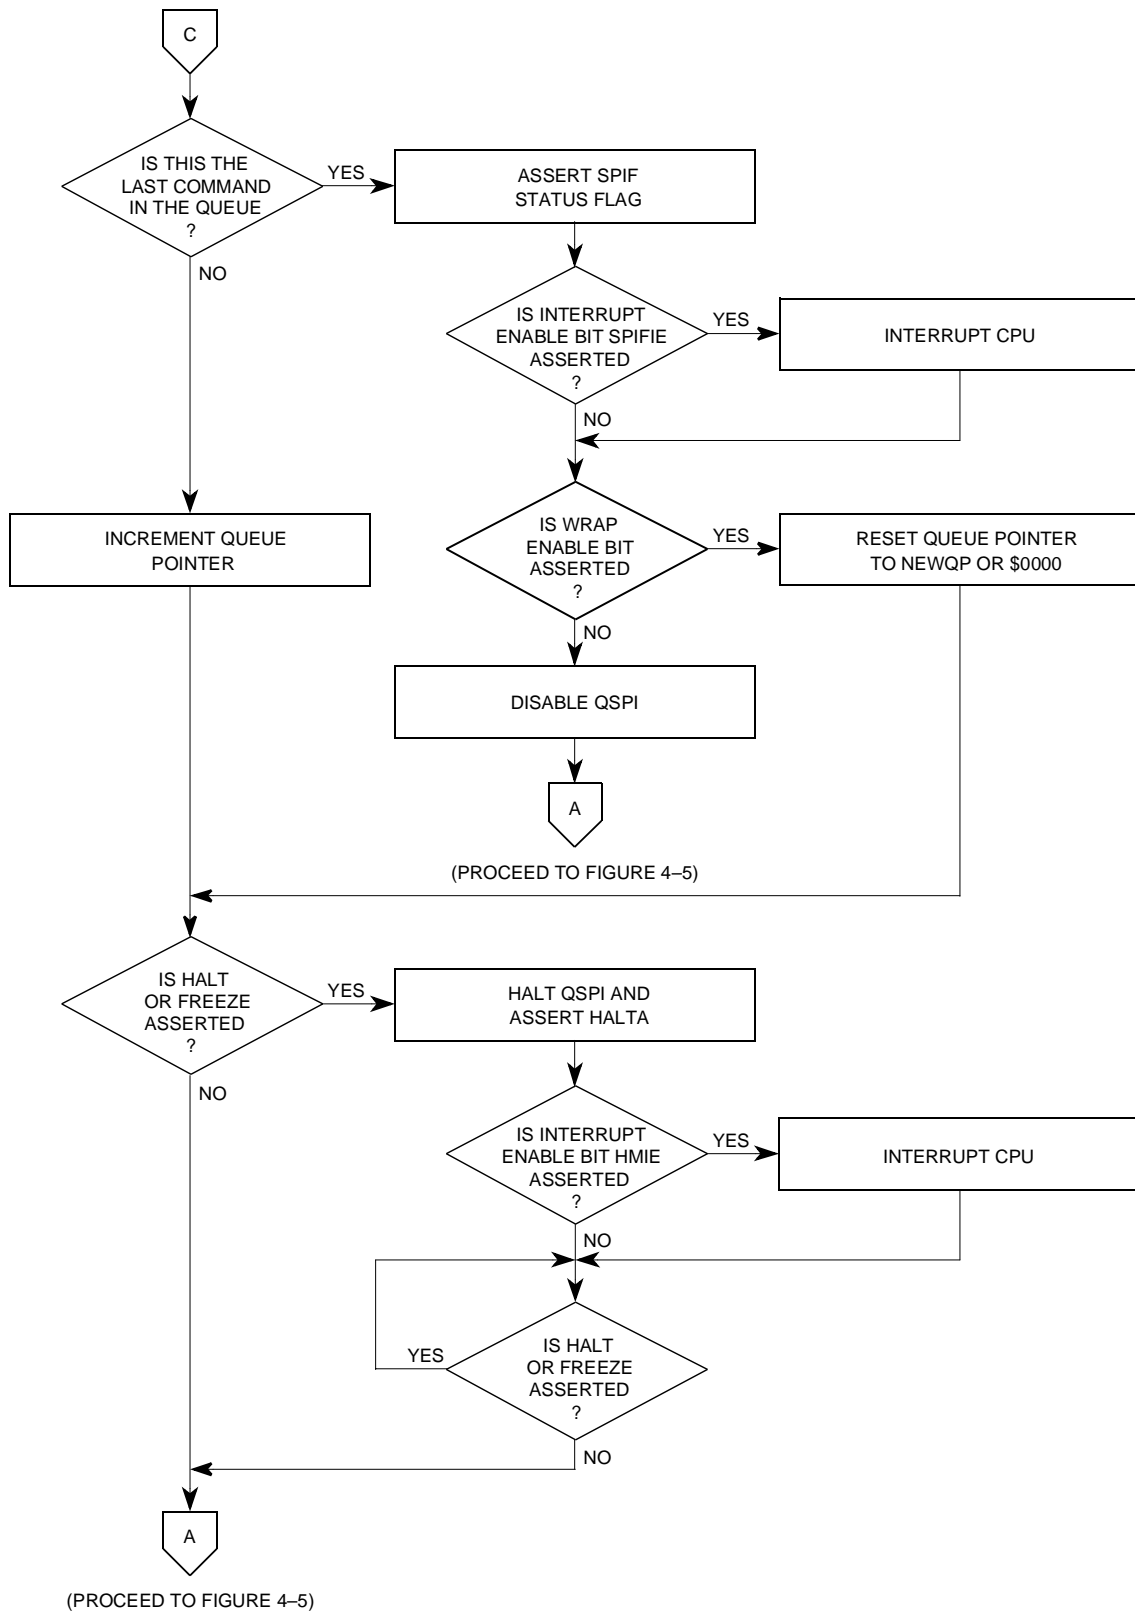 C
IS THIS THE
LAST COMMAND
IN THE QUEUE
?
YES
NO
ASSERT SPIF
STATUS FLAG
IS INTERRUPT
ENABLE BIT SPIFIE
ASSERTED
?
YES
NO
INTERRUPT CPU
INCREMENT QUEUE
POINTER
IS WRAP
ENABLE BIT
ASSERTED
?
YES
NO
RESET QUEUE POINTER
TO NEWQP OR $0000
DISABLE QSPI
A
(PROCEED TO FIGURE 4–5)
IS HALT
OR FREEZE
ASSERTED
?
YES
NO
HALT QSPI AND
ASSERT HALTA
IS INTERRUPT
ENABLE BIT HMIE
ASSERTED
?
YES
NO
INTERRUPT CPU
IS HALT
OR FREEZE
ASSERTED
?
YES
NO
A
(PROCEED TO FIGURE 4–5)